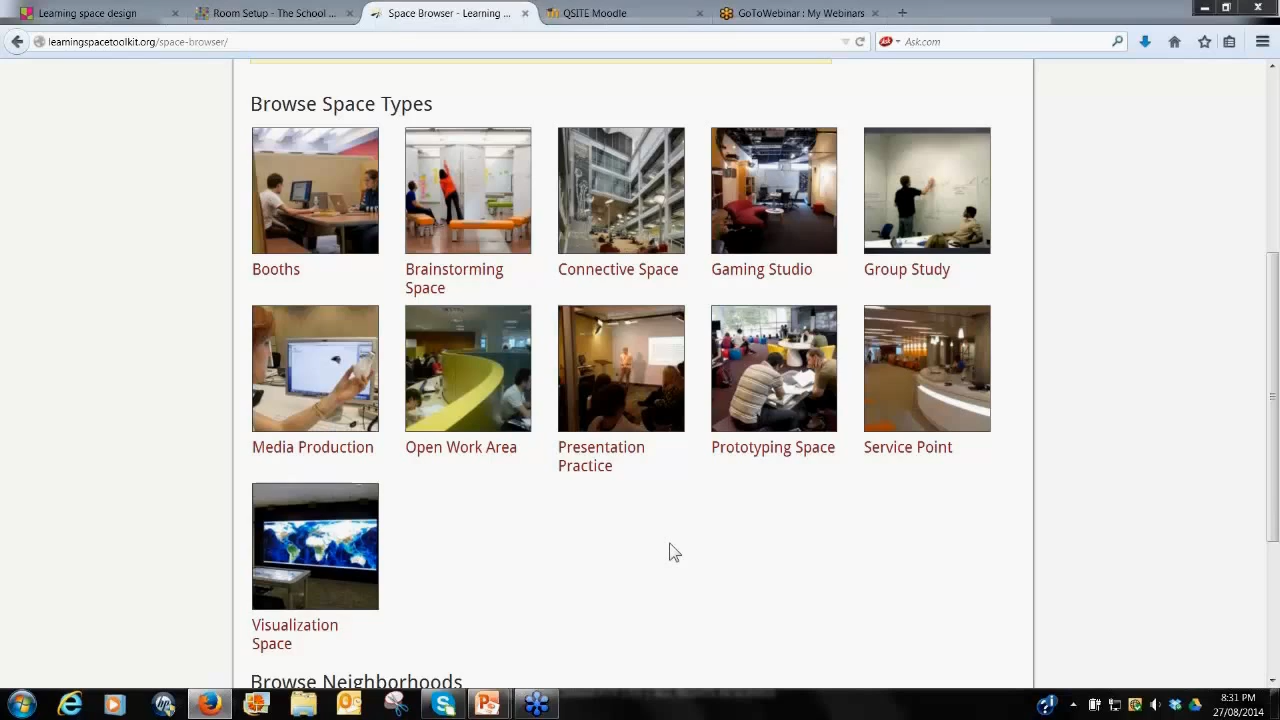 Learning space design
Room Setup - The School ...
Space Browser - Learning ...
QSITE Moodle
GoToWebinar : My Webinars
learningspacetoolkit.org/space-browser/
Ask.com
Browse Space Types
Booths
Brainstorming
Space
Connective Space
Gaming Studio
Group Study
Media Production
Open Work Area
Presentation
Practice
Prototyping Space
Service Point
Visualization
Space
Browse Neighborhoods
8:31 PM
27/08/2014